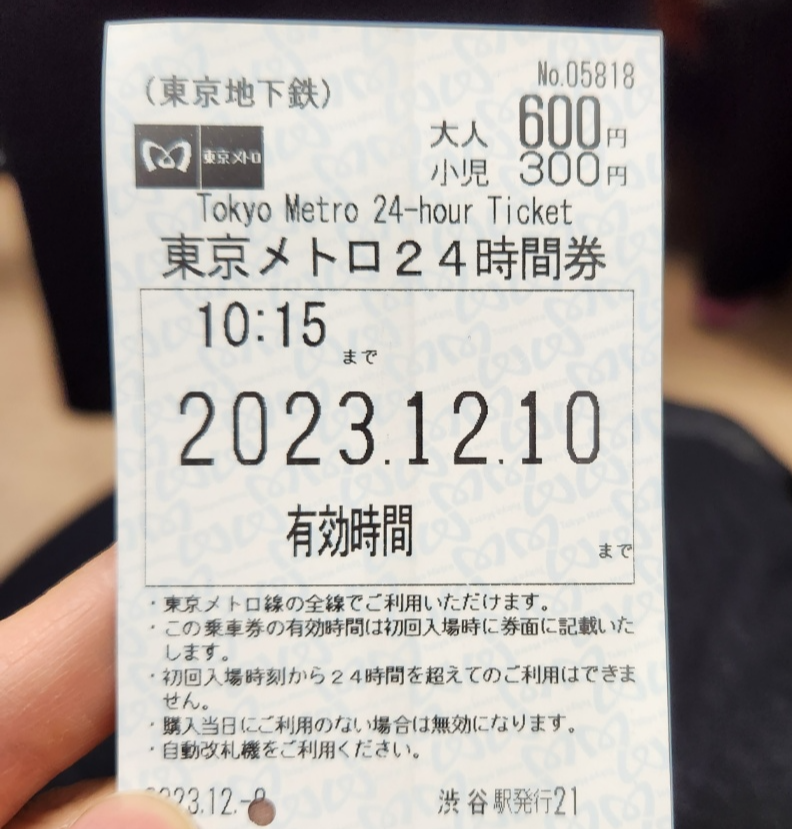 (東京地下鉄)
No.05818
東京メトロ
大人 600円
小児 300円
Tokyo Metro 24-hour Ticket
東京メトロ24時間券
10:15 まで
2023.12.10
有効時間 まで
・東京メトロ線の全線でご利用いただけます。
・この乗車券の有効時間は初回入場時に券面に記載いた
します。
・初回入場時刻から24時間を超えてのご利用はできま
せん。
・購入当日にご利用のない場合は無効になります。
・自動改札機をご利用ください。
2023.12.-9 渋谷駅発行21